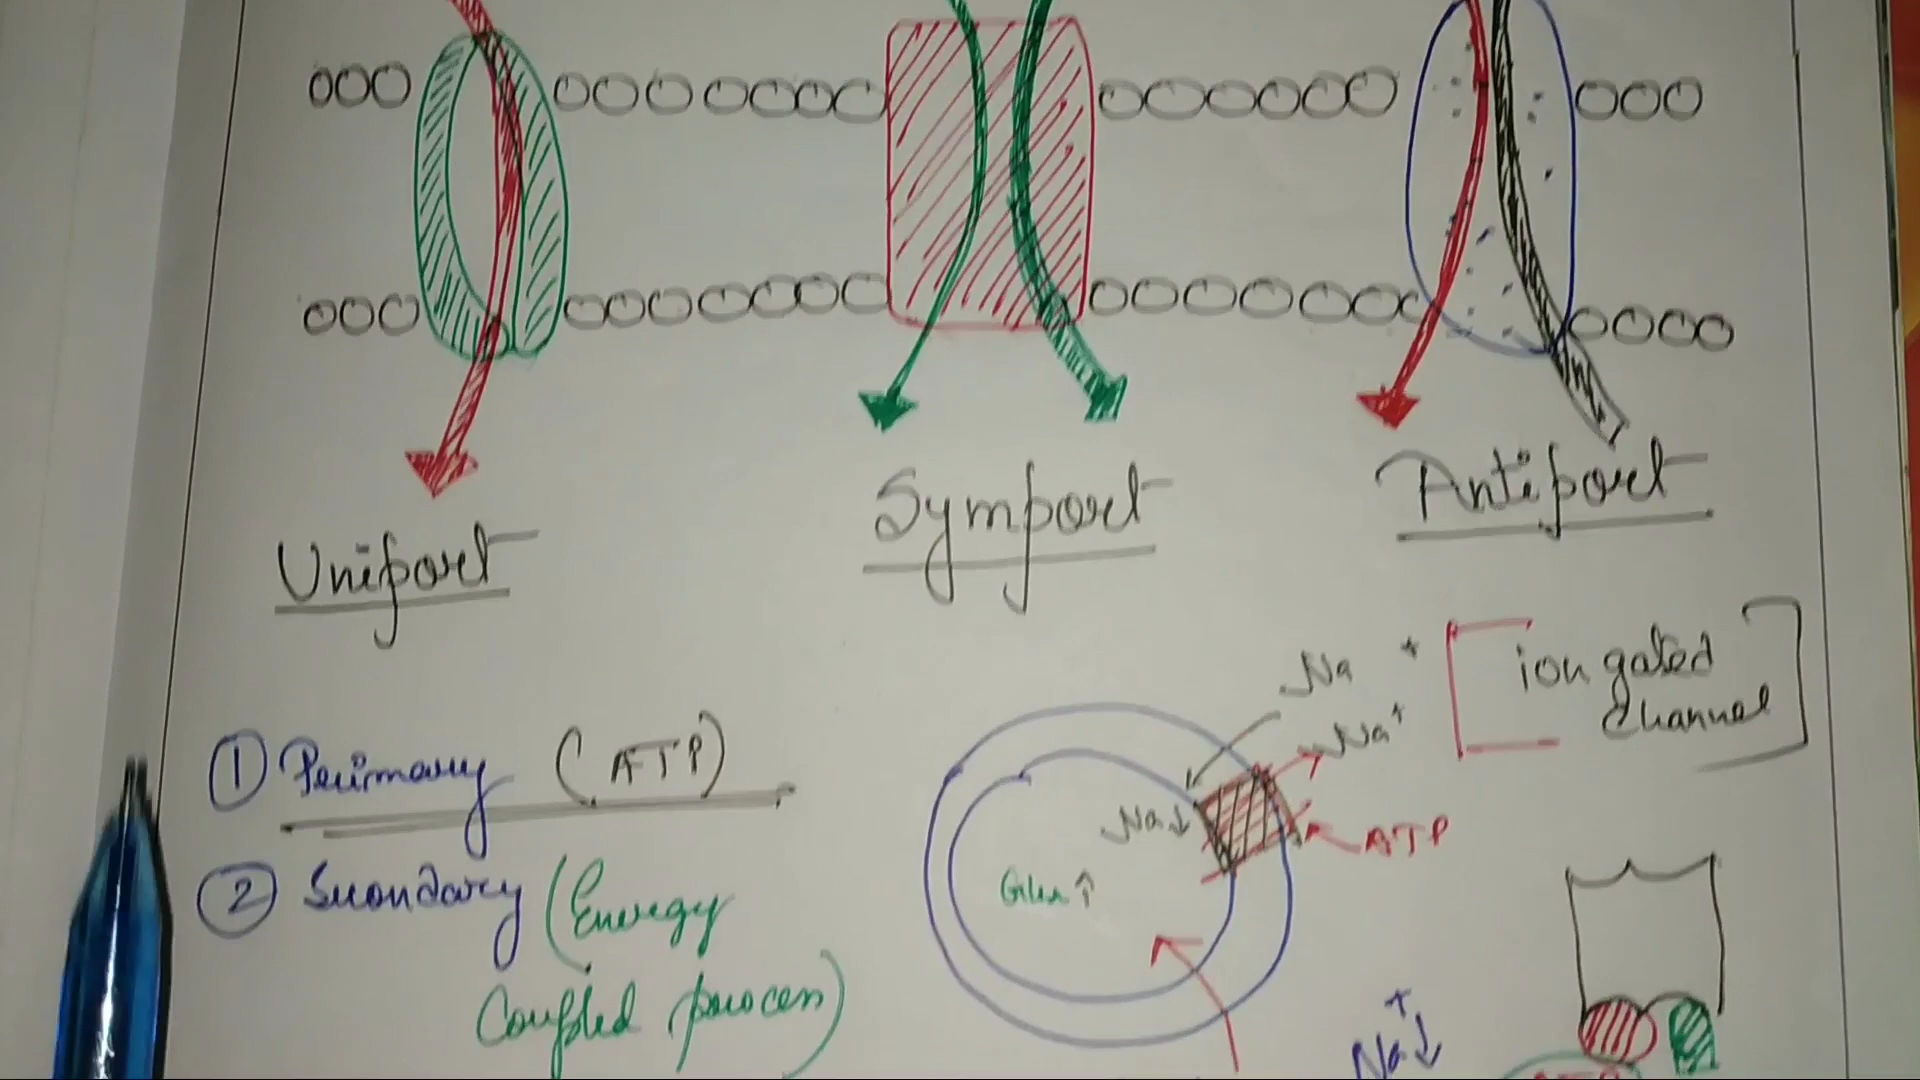 Uniport
Symport
Antiport
Na +
Na+
[ion gated
channel]
① Primary (ATP)
Na↓
ATP
② Secondary (Energy
Coupled process)
Na+↓